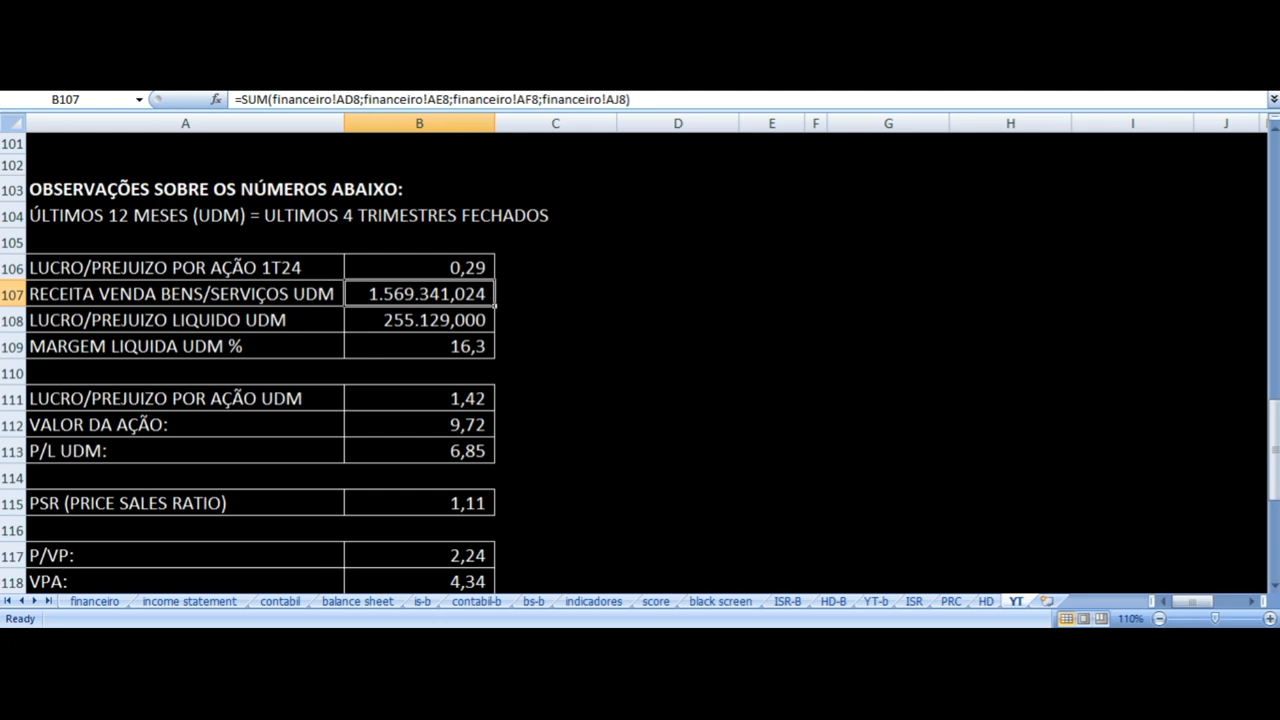 B107 fx =SUM(financeiro!AD8;financeiro!AE8;financeiro!AF8;financeiro!AJ8)
A B C D E F G H I J
101
102
103 OBSERVAÇÕES SOBRE OS NÚMEROS ABAIXO:
104 ÚLTIMOS 12 MESES (UDM) = ULTIMOS 4 TRIMESTRES FECHADOS
105
106 LUCRO/PREJUIZO POR AÇÃO 1T24 0,29
107 RECEITA VENDA BENS/SERVIÇOS UDM 1.569.341,024
108 LUCRO/PREJUIZO LIQUIDO UDM 255.129,000
109 MARGEM LIQUIDA UDM % 16,3
110
111 LUCRO/PREJUIZO POR AÇÃO UDM 1,42
112 VALOR DA AÇÃO: 9,72
113 P/L UDM: 6,85
114
115 PSR (PRICE SALES RATIO) 1,11
116
117 P/VP: 2,24
118 VPA: 4,34
financeiro income statement contabil balance sheet is-b contabil-b bs-b indicadores score black screen ISR-B HD-B YT-b ISR PRC HD YT
Ready 110%